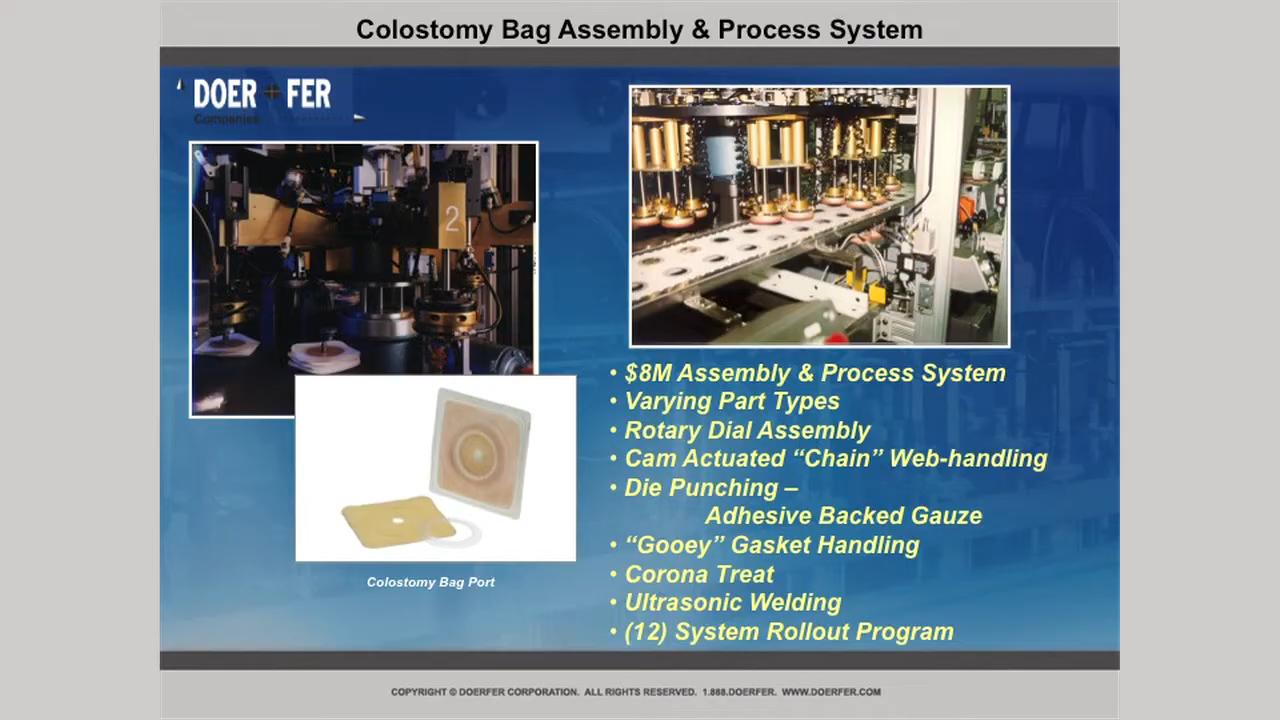 Colostomy Bag Assembly & Process System
DOER + FER
Companies
2
• $8M Assembly & Process System
• Varying Part Types
• Rotary Dial Assembly
• Cam Actuated “Chain” Web-handling
• Die Punching –
Adhesive Backed Gauze
• “Gooey” Gasket Handling
• Corona Treat
• Ultrasonic Welding
• (12) System Rollout Program
Colostomy Bag Port
COPYRIGHT © DOERFER CORPORATION. ALL RIGHTS RESERVED. 1.888.DOERFER. WWW.DOERFER.COM